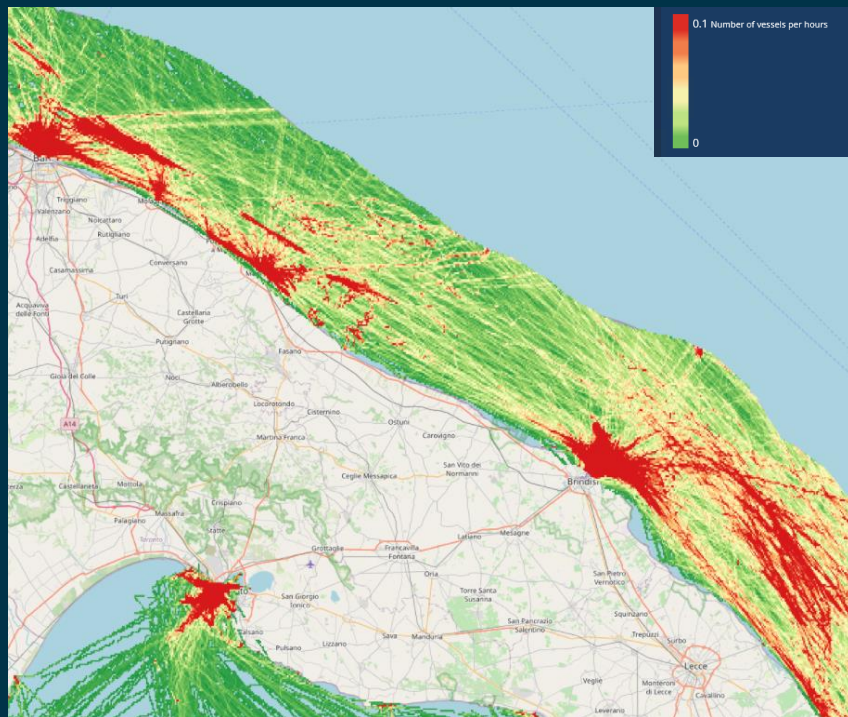 0.1 Number of vessels per hours
0
Triggiano
Valenzano
Noicattaro
Rutigliano
Adelfia
Casamassima
Conversano
Turi
Acquaviva
delle Fonti
Castellana
Grotte
Putignano
Fasano
Gioia del Colle
Noci
Alberobello
Locorotondo
Cisternino
A14
Ostuni
Martina Franca
Carovigno
San Vito dei
Normanni
Ceglie Messapica
Castellaneta
Mottola
Crispiano
Brindisi
Massafra
Palagiano
Statte
Latiano
Mesagne
Grottaglie
Francavilla
Fontana
Oria
San Pietro
Vernotico
San Giorgio
Ionico
Torre Santa
Susanna
Squinzano
San Pancrazio
Salentino
Trepuzzi
Surbo
Pulsano
Lizzano
Sava
Manduria
Lecce
Veglie
Monteroni
di Lecce
Cavallino
Leverano